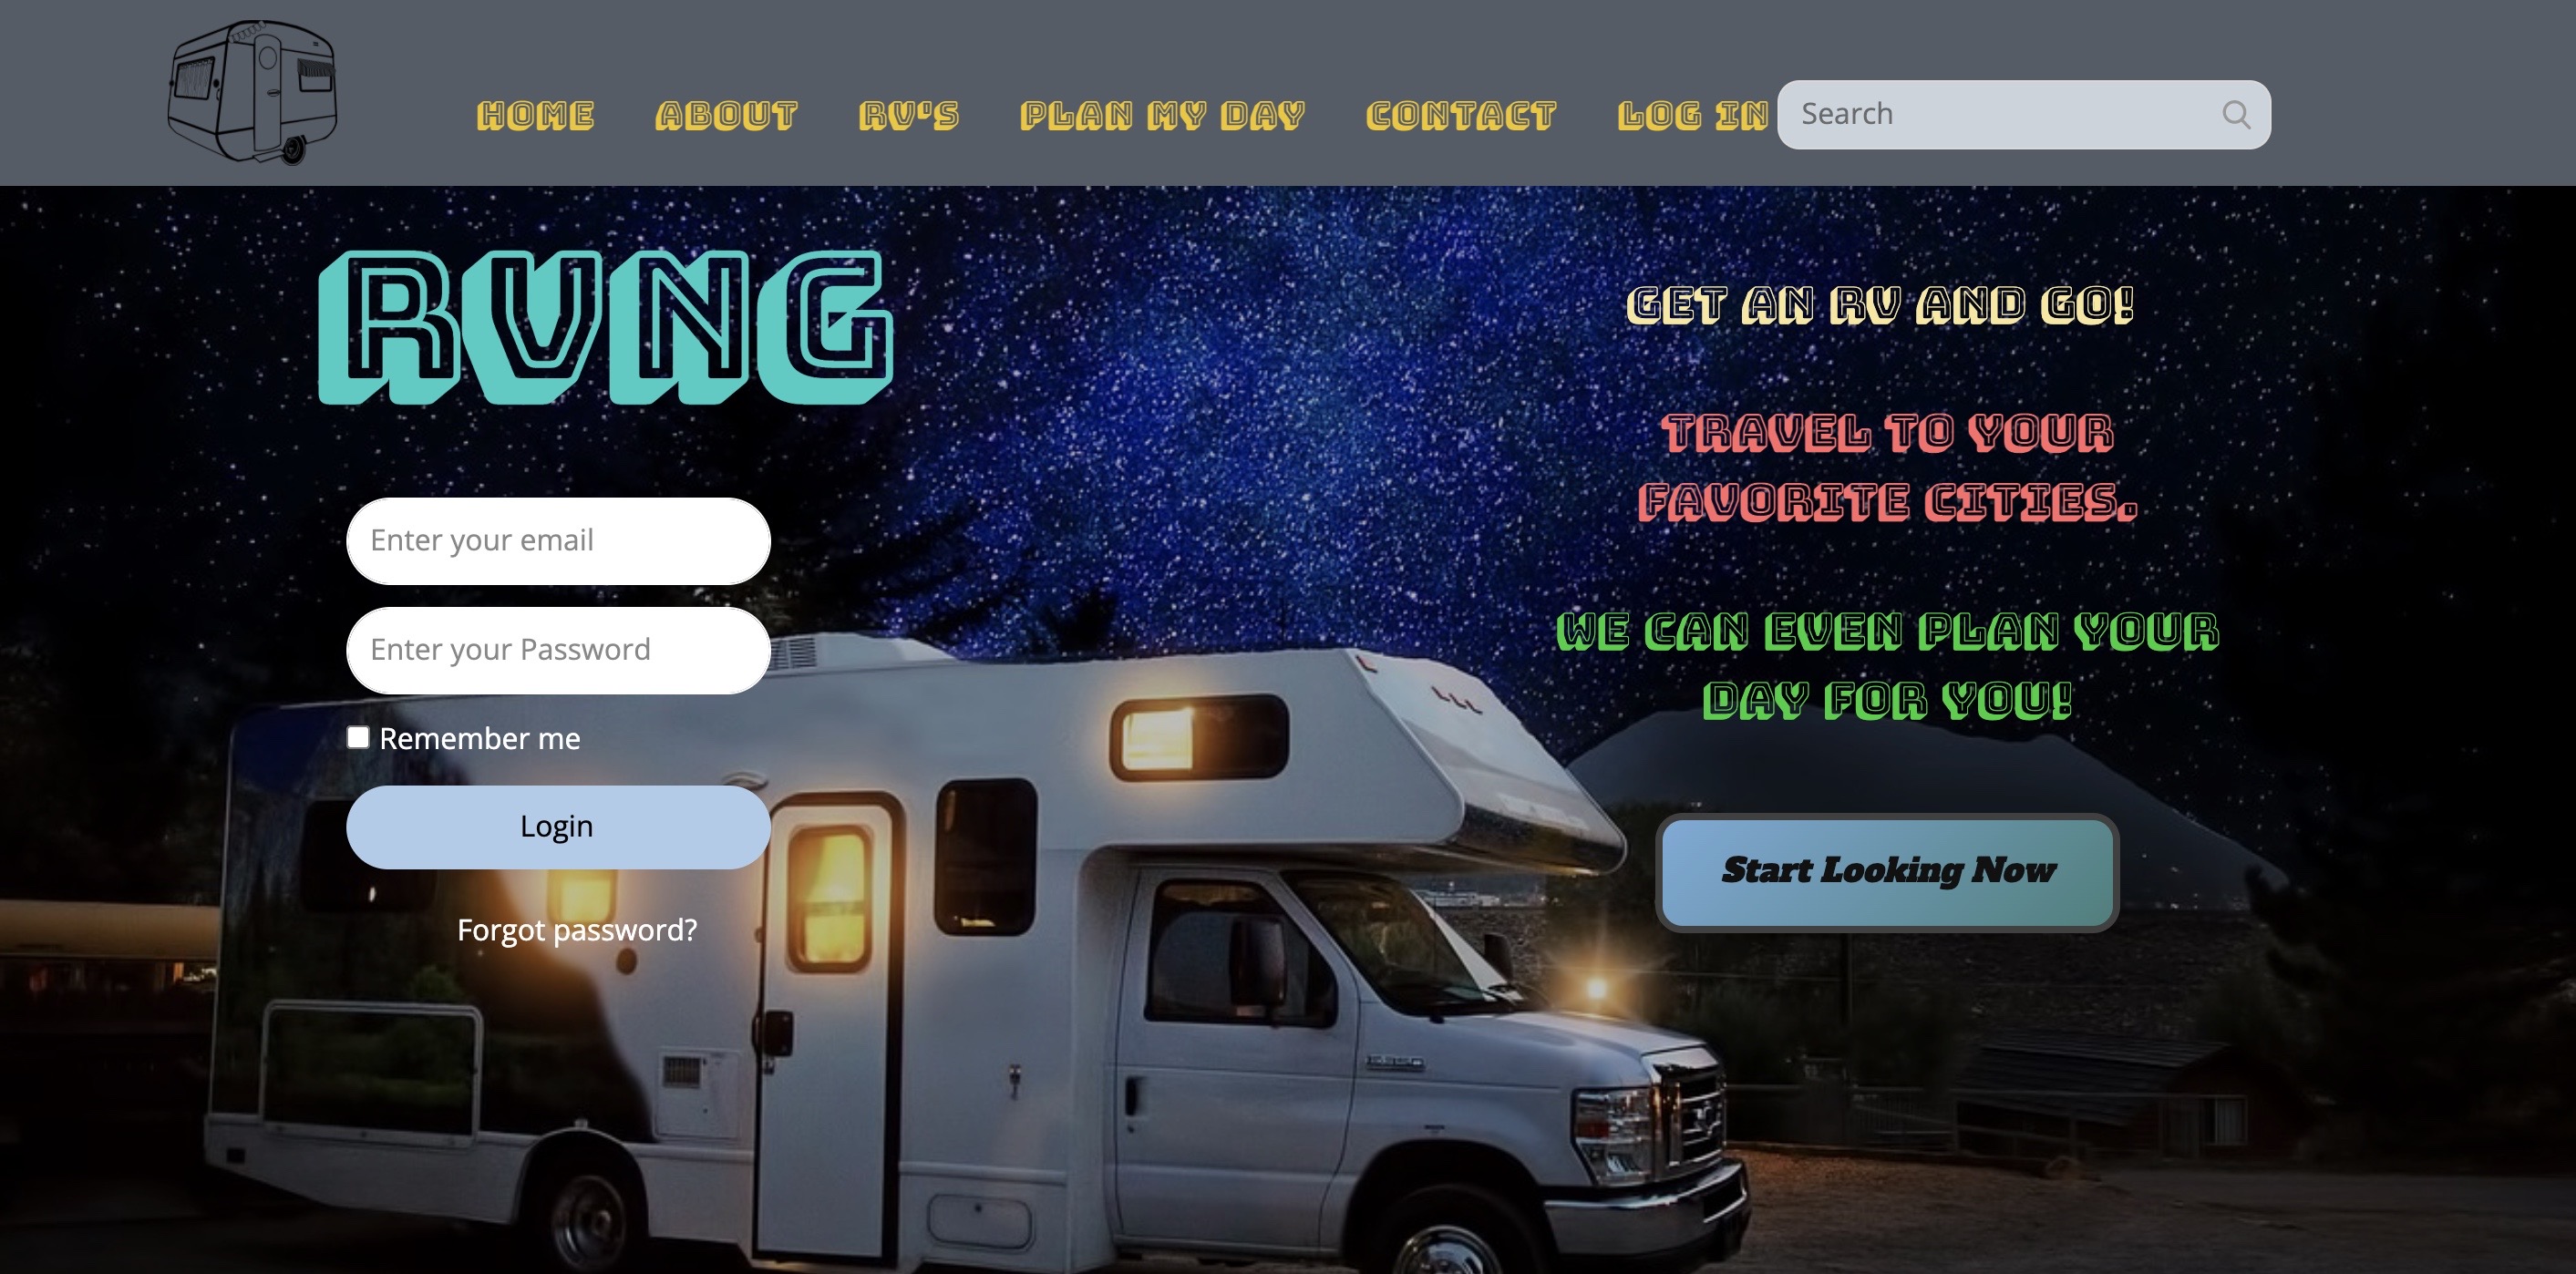 HOME
ABOUT
RV'S
PLAN MY DAY
CONTACT
LOG IN
Search
RVNG
Enter your email
Enter your Password
Remember me
Login
Forgot password?
GET AN RV AND GO!
TRAVEL TO YOUR
FAVORITE CITIES.
WE CAN EVEN PLAN YOUR
DAY FOR YOU!
Start Looking Now